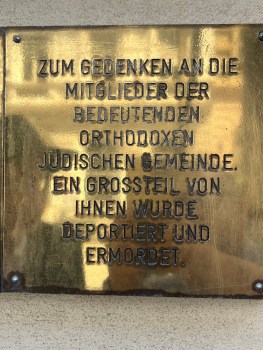 ZUM GEDENKEN AN DIE
MITGLIEDER DER
BEDEUTENDEN
ORTHODOXEN
JÜDISCHEN GEMEINDE.
EIN GROSSTEIL VON
IHNEN WURDE
DEPORTIERT UND
ERMORDET.